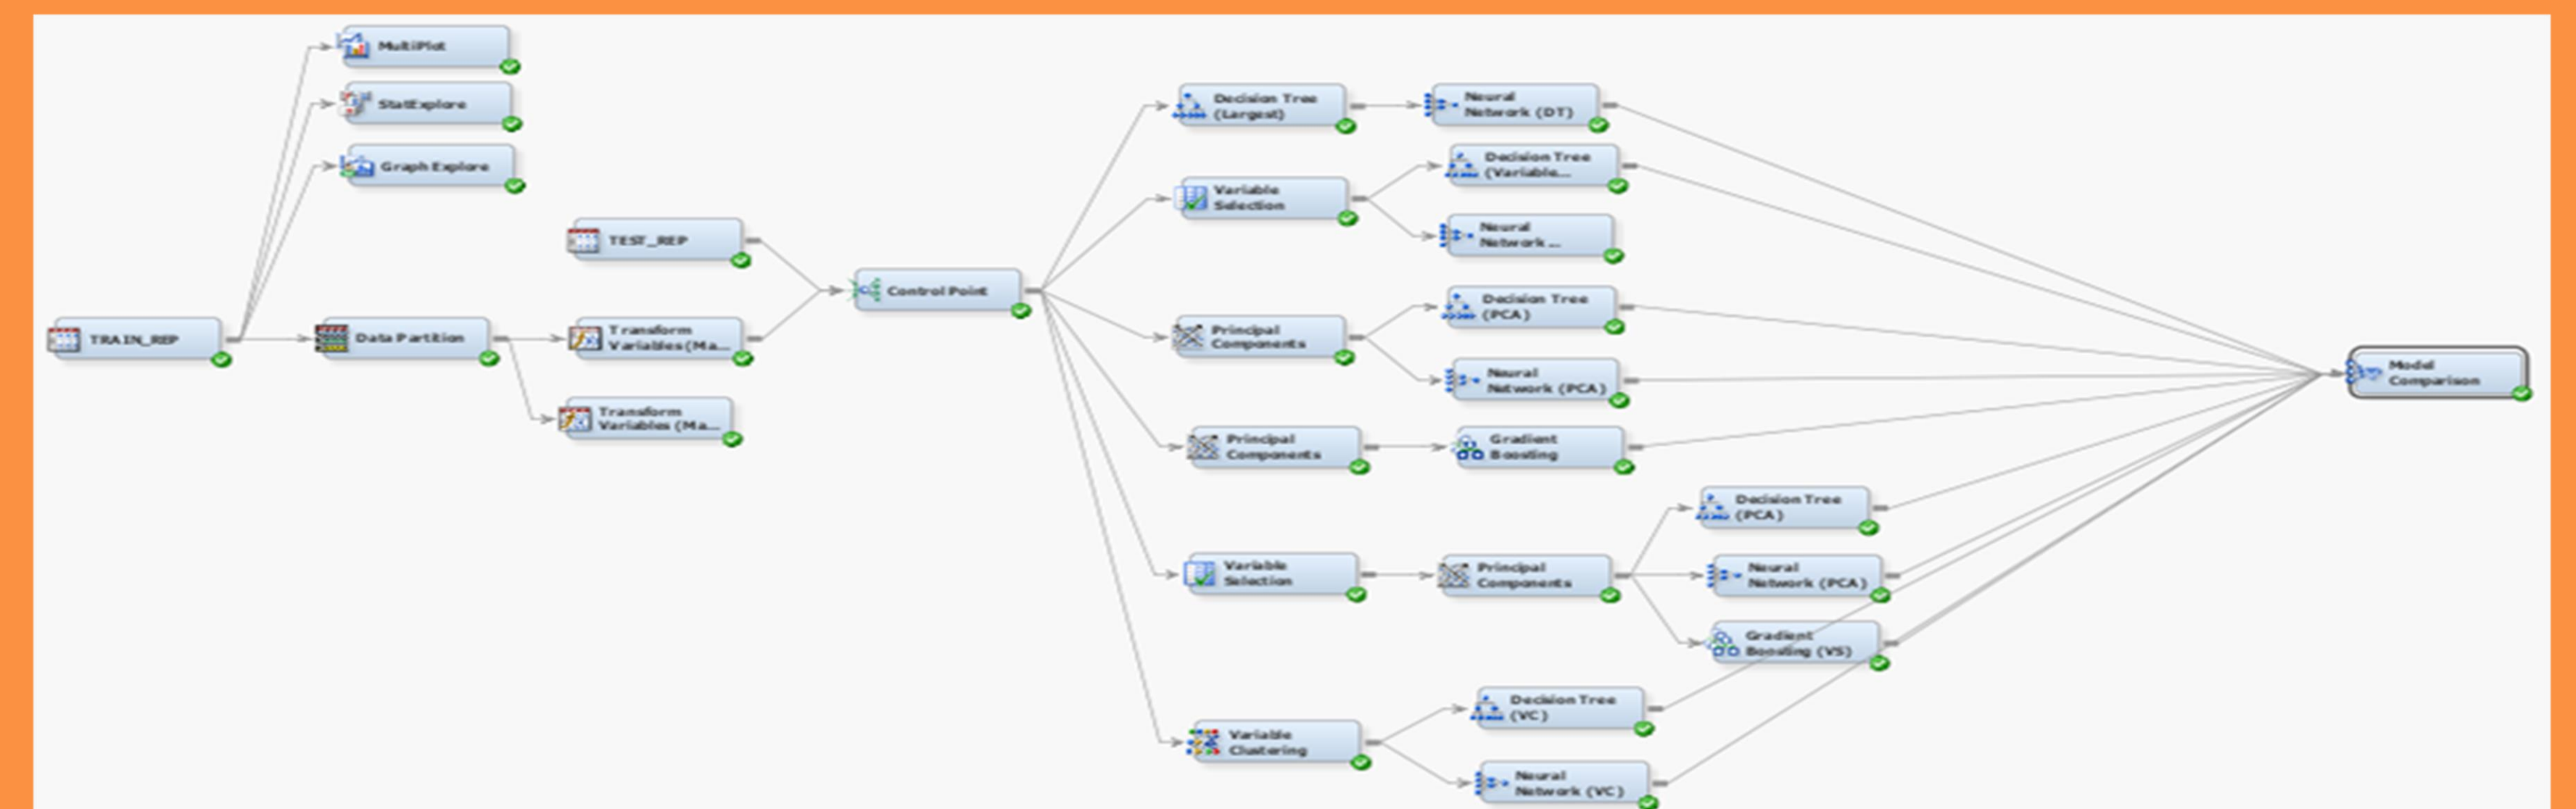 MultiPlot
StatExplore
Graph Explore
TEST_REP
TRAIN_REP
Data Partition
Transform
Variables (Ma...
Transform
Variables (Ma...
Control Point
Decision Tree
(Largest)
Neural
Network (DT)
Variable
Selection
Decision Tree
(Variable...
Neural
Network ...
Principal
Components
Decision Tree
(PCA)
Neural
Network (PCA)
Principal
Components
Gradient
Boosting
Variable
Selection
Principal
Components
Decision Tree
(PCA)
Neural
Network (PCA)
Gradient
Boosting (VS)
Variable
Clustering
Decision Tree
(VC)
Neural
Network (VC)
Model
Comparison